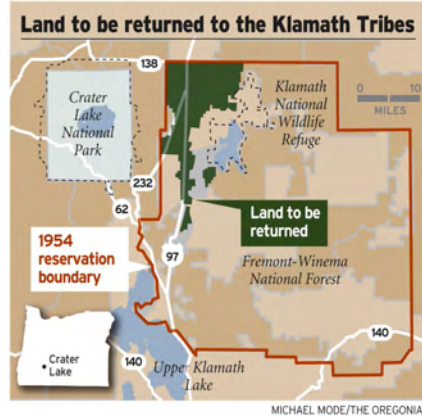 Land to be returned to the Klamath Tribes
138
Crater
Lake
National
Park
Klamath
National
Wildlife
Refuge
0 10
MILES
232
62
Land to be
returned
1954
reservation
boundary
97
Fremont-Winema
National Forest
Crater
Lake
140
Upper Klamath
Lake
140
MICHAEL MODE/THE OREGONIA